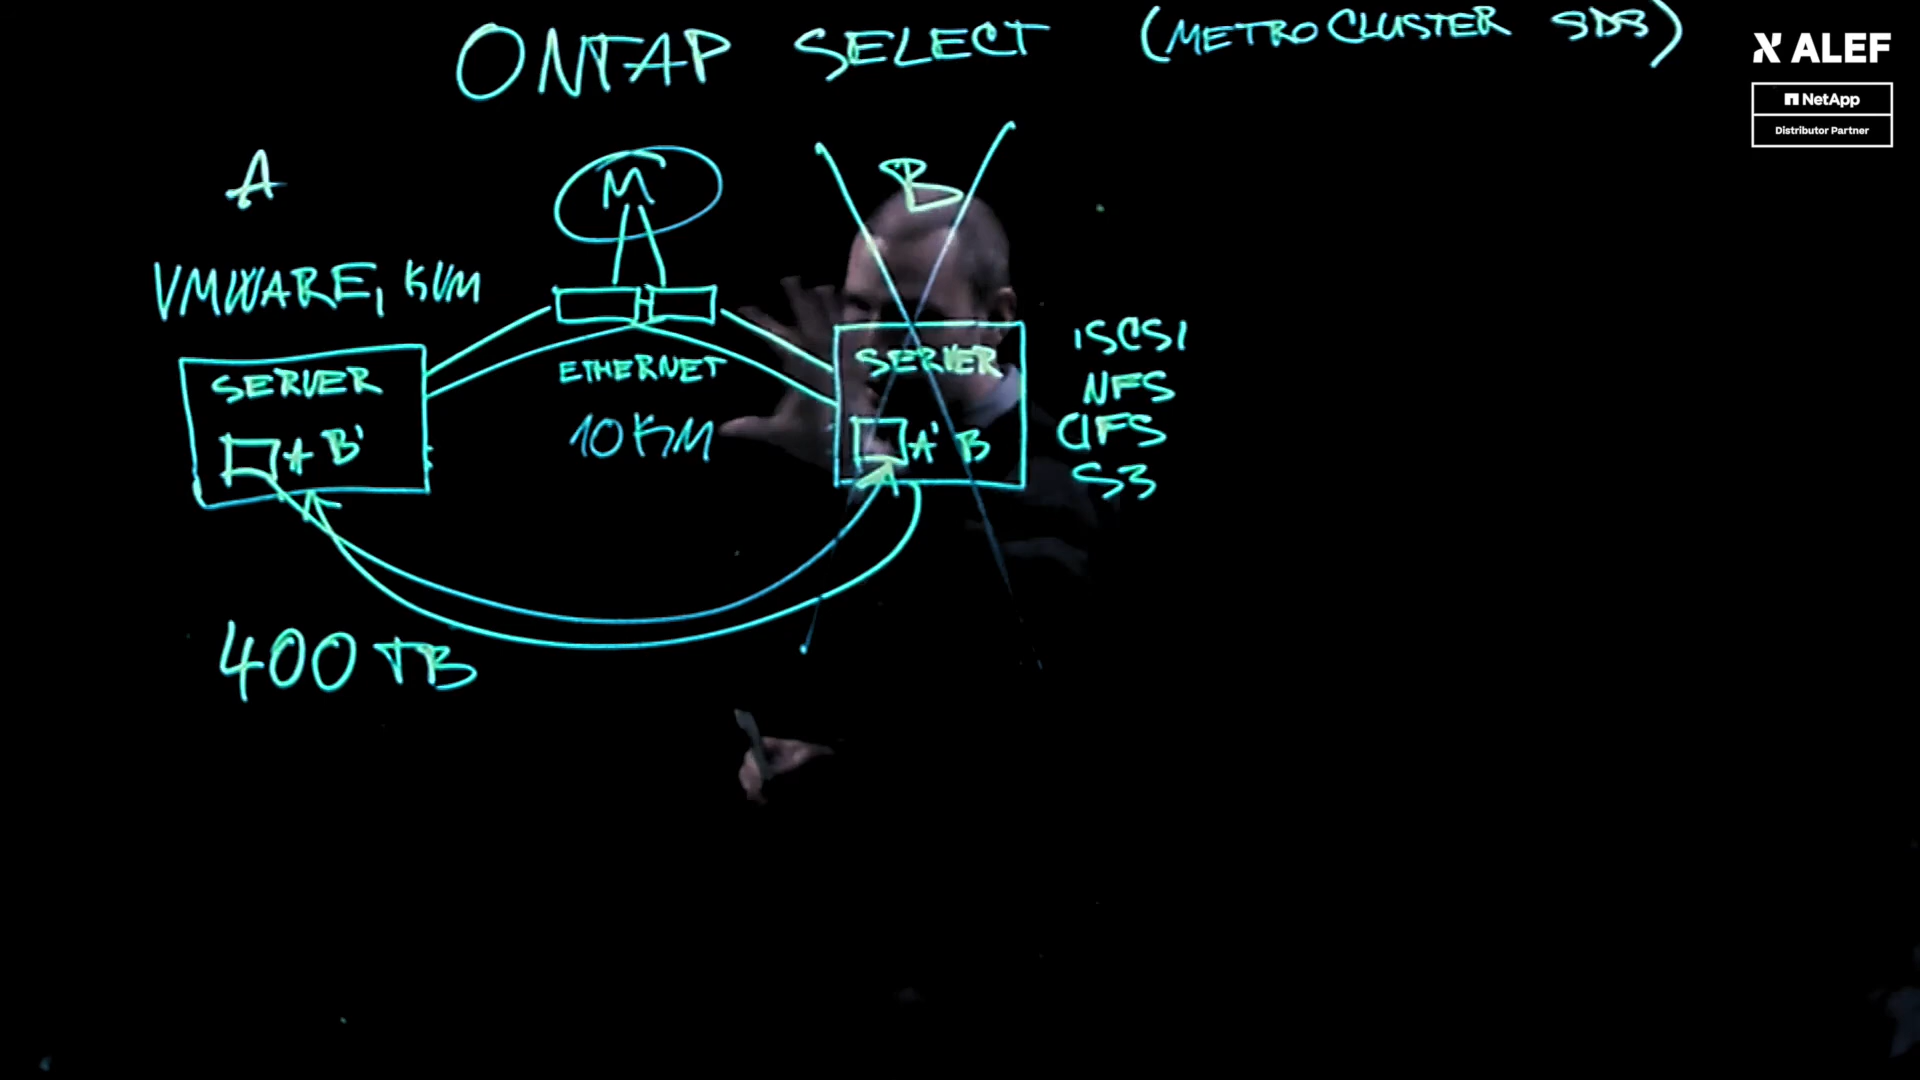 ONTAP SELECT (METROCLUSTER SDS)
ALEF
NetApp
Distributor Partner
A
M
B
VMWARE, KVM
ETHERNET
10 KM
SERVER
A B'
SERVER
A' B
iSCSI
NFS
CIFS
S3
400 TB